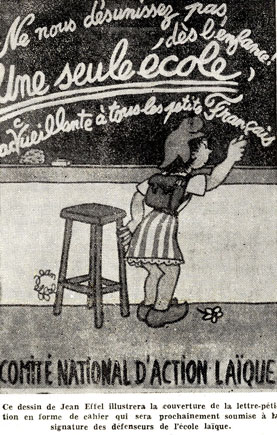 Ne nous désunissez pas
dès l'enfance!
Une seule école,
accueillante à tous les petits Français
jean effel
COMITÉ NATIONAL D'ACTION LAÏQUE
Ce dessin de Jean Effel illustrera la couverture de la lettre-péti-
tion en forme de cahier qui sera prochainement soumise à la
signature des défenseurs de l'école laïque.